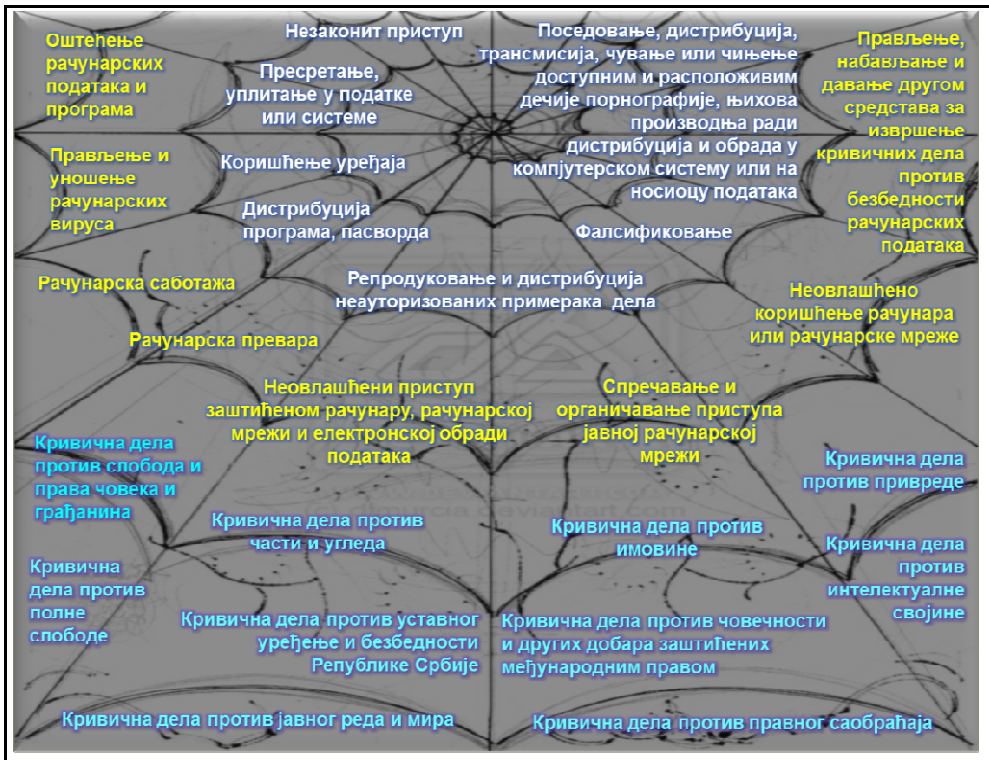 Оштећење
рачунарских
података и
програма
Незаконит приступ
Пресретање,
уплитање у податке
или системе
Поседовање, дистрибуција,
трансмисија, чување или чињење
доступним и расположивим
дечије порнографије, њихова
производња ради
дистрибуција и обрада у
компјутерском систему или на
носиоцу података
Прављење,
набављање и
давање другом
средстава за
извршење
кривичних дела
против
безбедности
рачунарских
података
Прављење и
уношење
рачунарских
вируса
Коришћење уређаја
Дистрибуција
програма, пасворда
Фалсификовање
Рачунарска саботажа
Репродуковање и дистрибуција
неауторизованих примерака дела
Неовлашћено
коришћење рачунара
или рачунарске мреже
Рачунарска превара
Неовлашћени приступ
заштићеном рачунару, рачунарској
мрежи и електронској обради
података
Спречавање и
органичавање приступа
јавној рачунарској
мрежи
Кривична дела
против слобода и
права човека и
грађанина
Кривична дела
против привреде
Кривична дела против
части и угледа
Кривична дела против
имовине
Кривична
дела против
полне
слободе
Кривична дела
против
интелектуалне
својине
Кривична дела против уставног
уређење и безбедности
Републике Србије
Кривична дела против човечности
и других добара заштићених
међународним правом
Кривична дела против јавног реда и мира
Кривична дела против правног саобраћаја